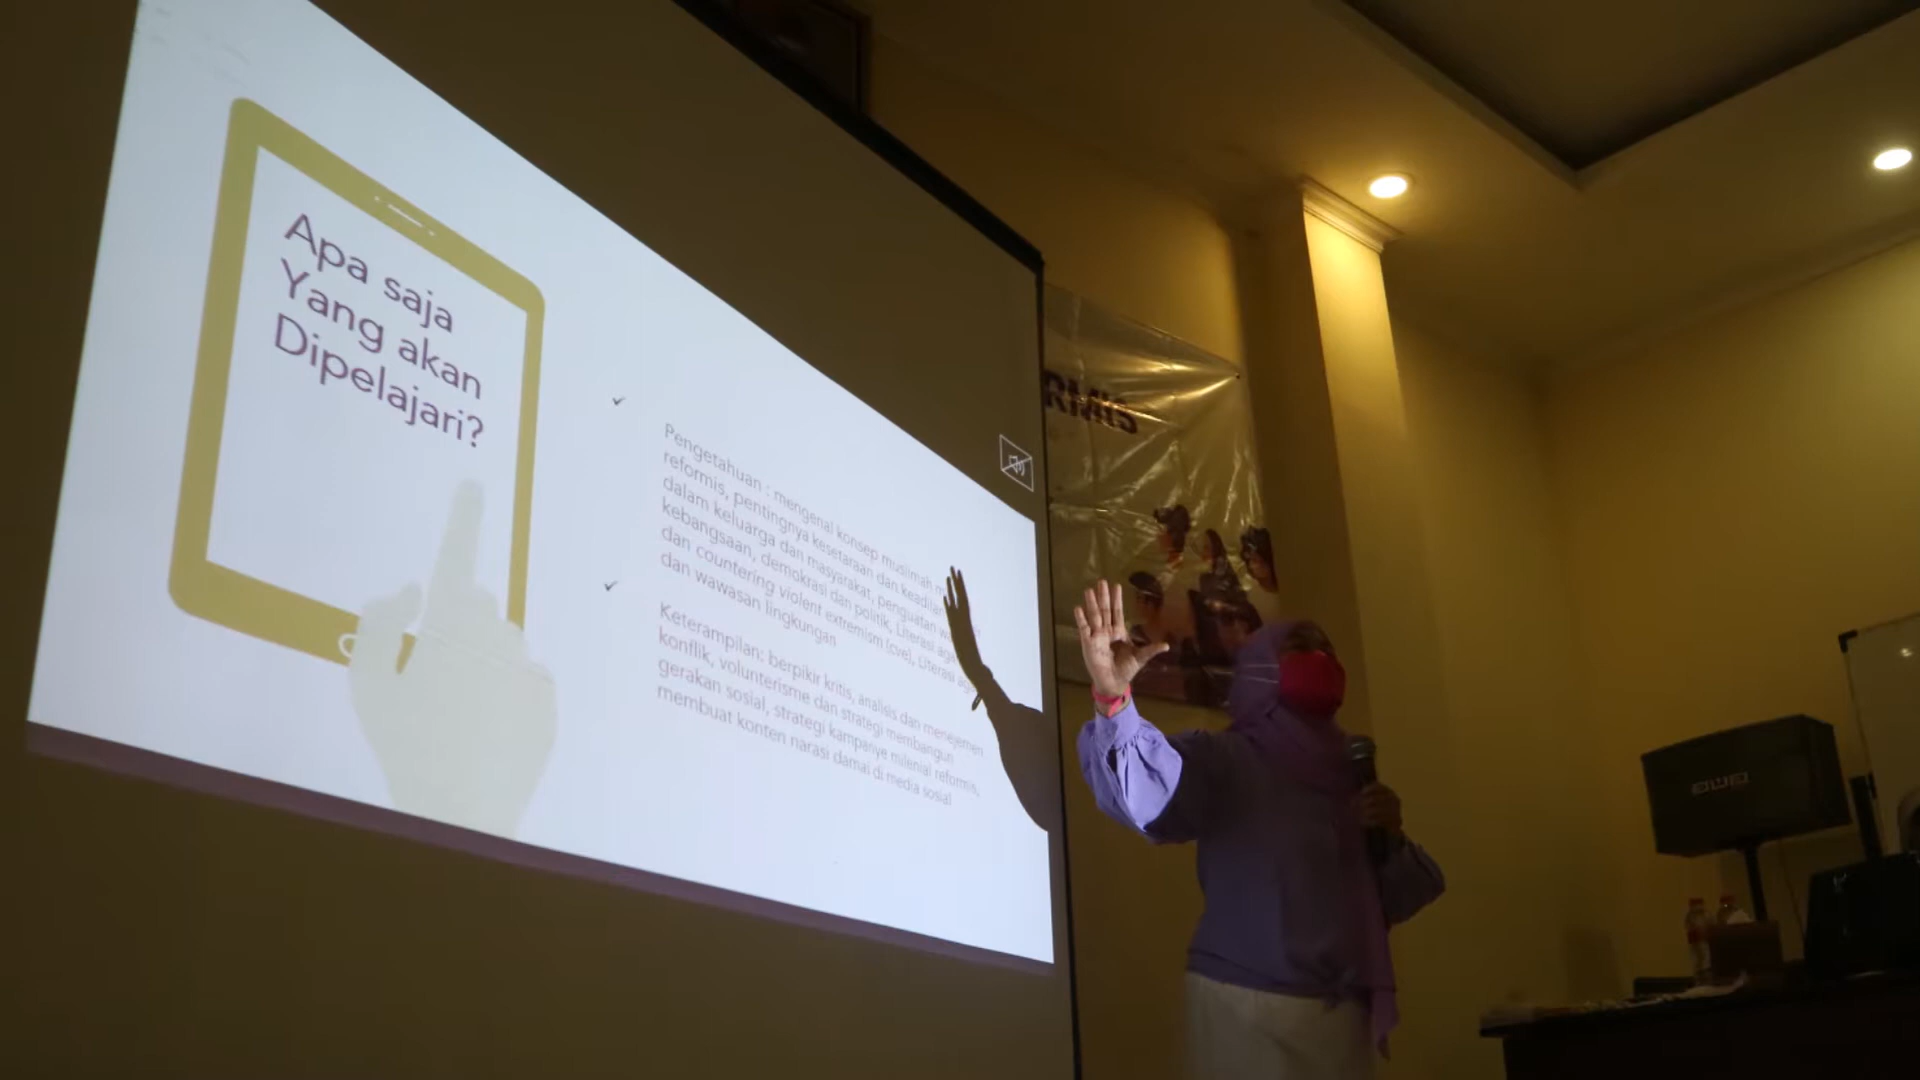 Apa saja
Yang akan
Dipelajari?
Pengetahuan : mengenal konsep muslimah
reformis, pentingnya kesetaraan dan keadilan
dalam keluarga dan masyarakat, penguatan
kebangsaan, demokrasi dan politik, Literasi
dan countering violent extremism (cve), Literasi
dan wawasan lingkungan
Keterampilan: berpikir kritis, analisis dan menejemen
konflik, volunterisme dan strategi membangun
gerakan sosial, strategi kampanye milenial reformis,
membuat konten narasi damai di media sosial
RMIS